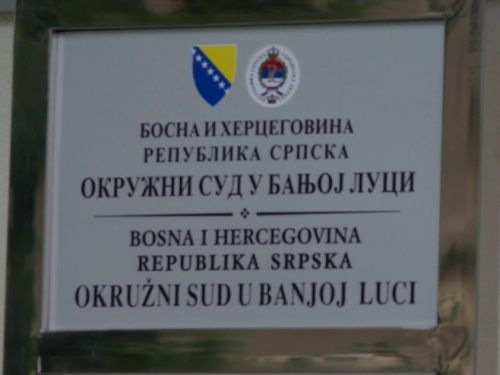 БОСНА И ХЕРЦЕГОВИНА
РЕПУБЛИКА СРПСКА
ОКРУЖНИ СУД У БАЊОЈ ЛУЦИ
BOSNA I HERCEGOVINA
REPUBLIKA SRPSKA
OKRUŽNI SUD U BANJOJ LUCI